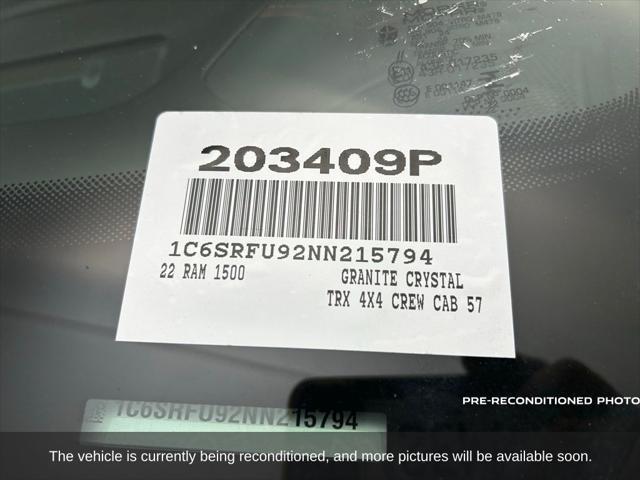 MOPAR
203409P
1C6SRFU92NN215794
22 RAM 1500 GRANITE CRYSTAL
TRX 4X4 CREW CAB 57
PRE-RECONDITIONED PHOTO
1C6SRFU92NN215794
The vehicle is currently being reconditioned, and more pictures will be available soon.